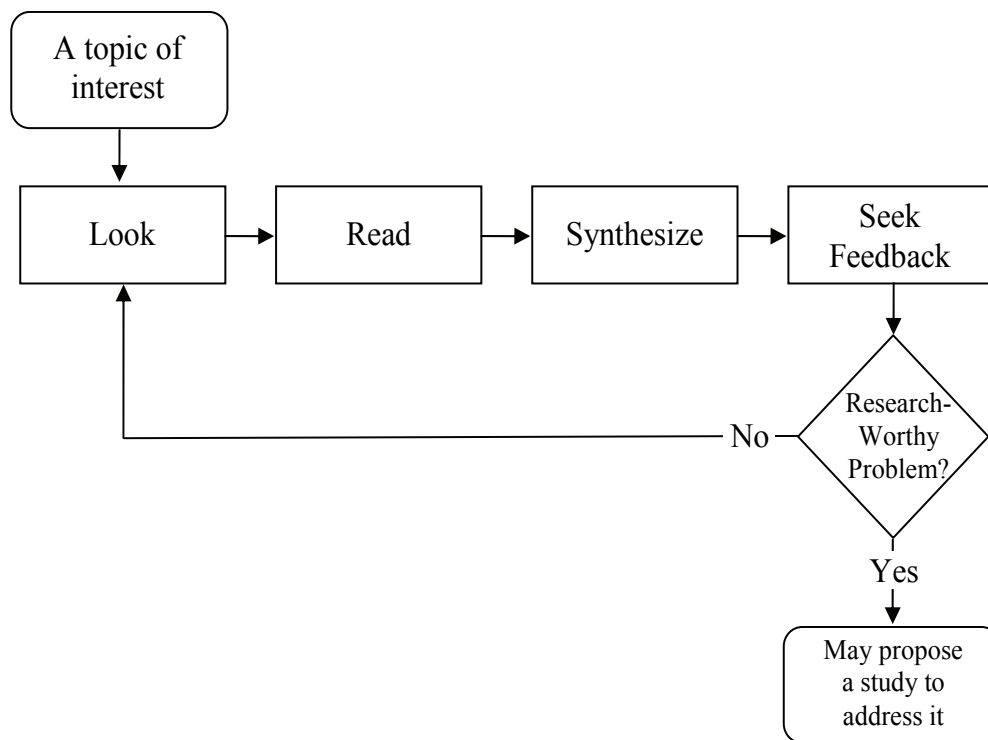 A topic of
interest
Look
Read
Synthesize
Seek
Feedback
Research-
Worthy
Problem?
No
Yes
May propose
a study to
address it